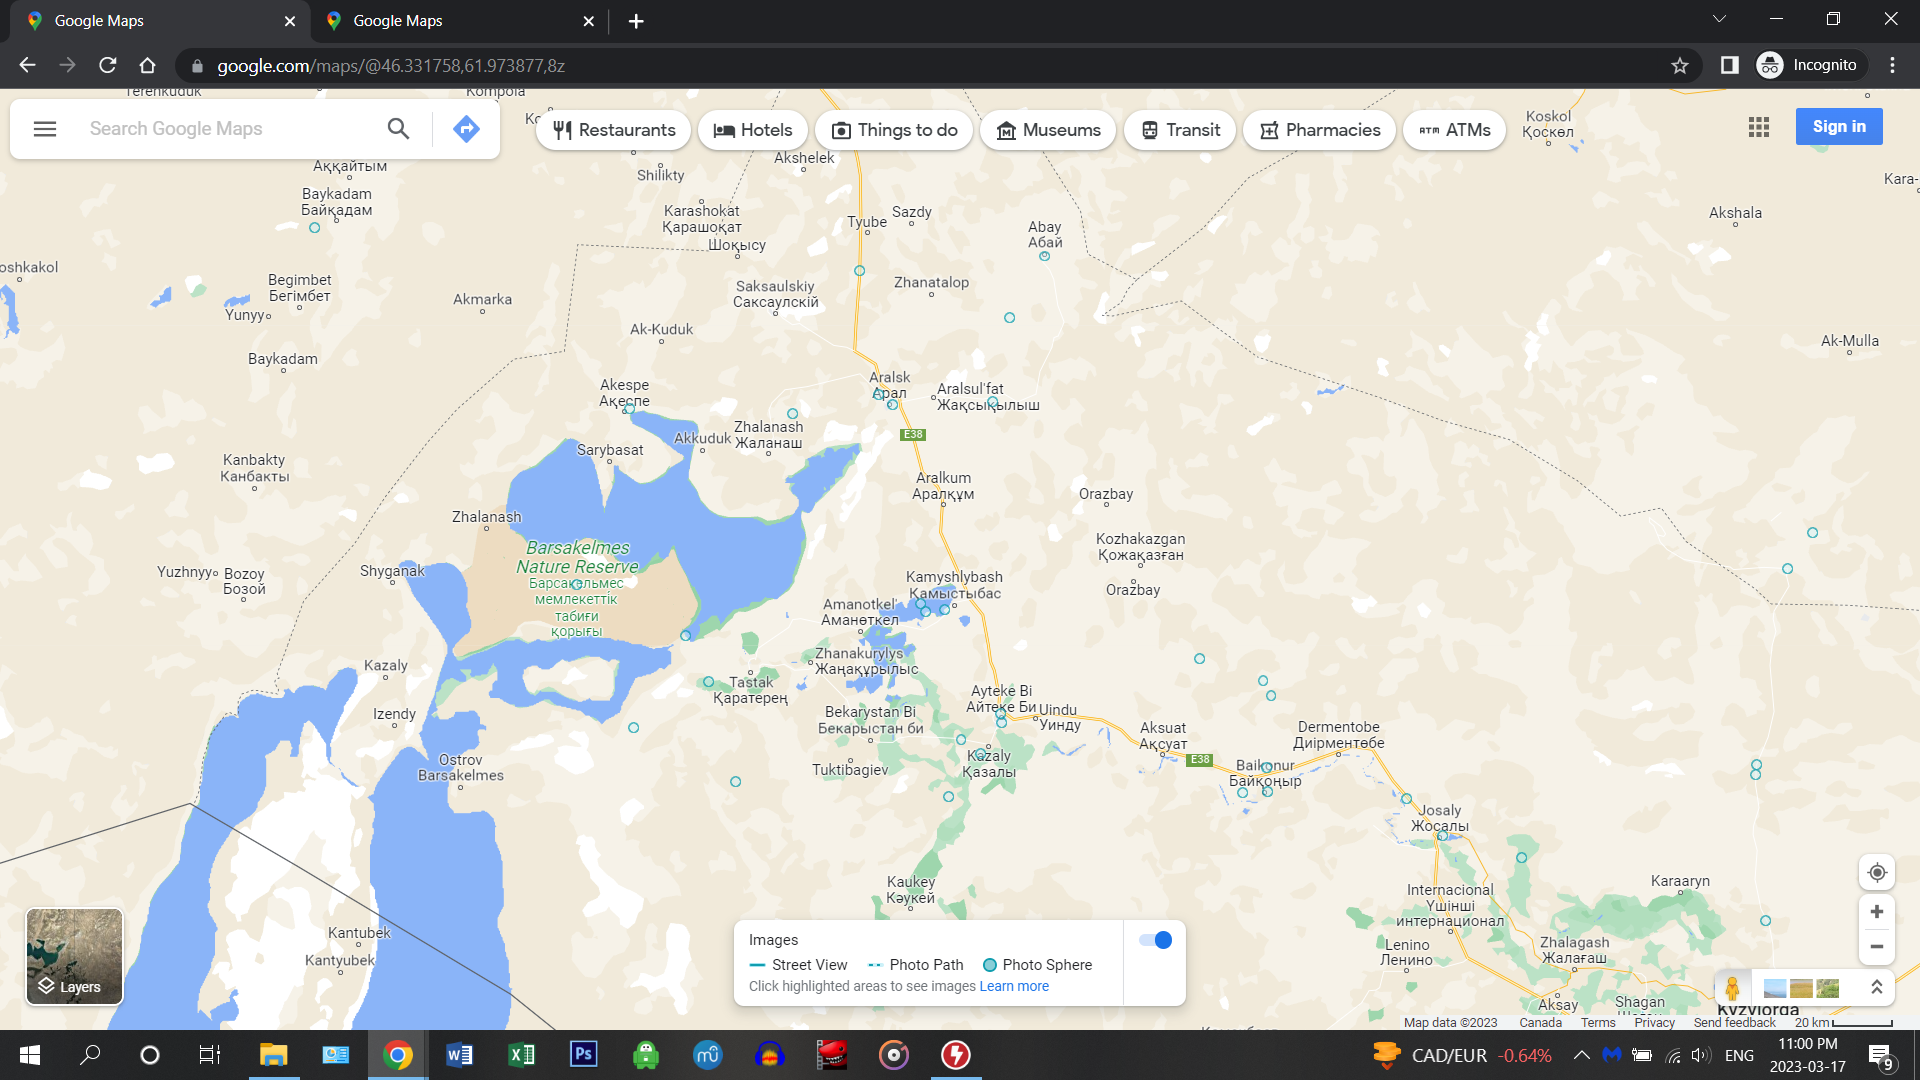 Google Maps
Google Maps
google.com/maps/@46.331758,61.973877,8z
Incognito
Search Google Maps
Restaurants
Hotels
Things to do
Museums
Transit
Pharmacies
ATMs
Sign in
Terenkuduk
Kompola
Koskol
Қоскөл
Аққайтым
Akshelek
Shilikty
Kara-
Baykadam
Байқадам
Karashokat
Қарашоқат
Шоқысу
Tyube
Sazdy
Abay
Абай
Akshala
oshkakol
Begimbet
Бегімбет
Yunyy
Akmarka
Saksaulskiy
Саксаулскій
Zhanatalop
Ak-Kuduk
Ak-Mulla
Baykadam
Akespe
Ақеспе
Aralsk
Арал
Aralsul'fat
Жақсықылыш
E38
Zhalanash
Жаланаш
Akkuduk
Sarybasat
Kanbakty
Канбакты
Aralkum
Аралқұм
Orazbay
Zhalanash
Barsakelmes
Nature Reserve
Барсакельмес
мемлекеттік
табиғи
қорығы
Kozhakazgan
Қожақазған
Orazbay
Yuzhnyy
Bozoy
Бозой
Shyganak
Kamyshlybash
Қамыстыбас
Amanotkel'
Аманөткел
Zhanakurylys
Жаңақұрылыс
Kazaly
Tastak
Қаратерең
Izendy
Bekarystan Bi
Бекарыстан би
Ayteke Bi
Айтеке Би
Uindu
Уинду
Aksuat
Ақсуат
E38
Dermentobe
Диірментөбе
Ostrov
Barsakelmes
Tuktibagiev
Kazaly
Қазалы
Baikonur
Байқоңыр
Josaly
Жосалы
Kaukey
Кәукей
Internacional
Үшінші
интернационал
Karaaryn
Kantubek
Kantyubek
Lenino
Ленино
Zhalagash
Жалағаш
Aksay
Shagan
Kyzylorda
Layers
Images
Street View
Photo Path
Photo Sphere
Click highlighted areas to see images Learn more
Map data ©2023
Canada
Terms
Privacy
Send feedback
20 km
CAD/EUR -0.64%
ENG
11:00 PM
2023-03-17
9